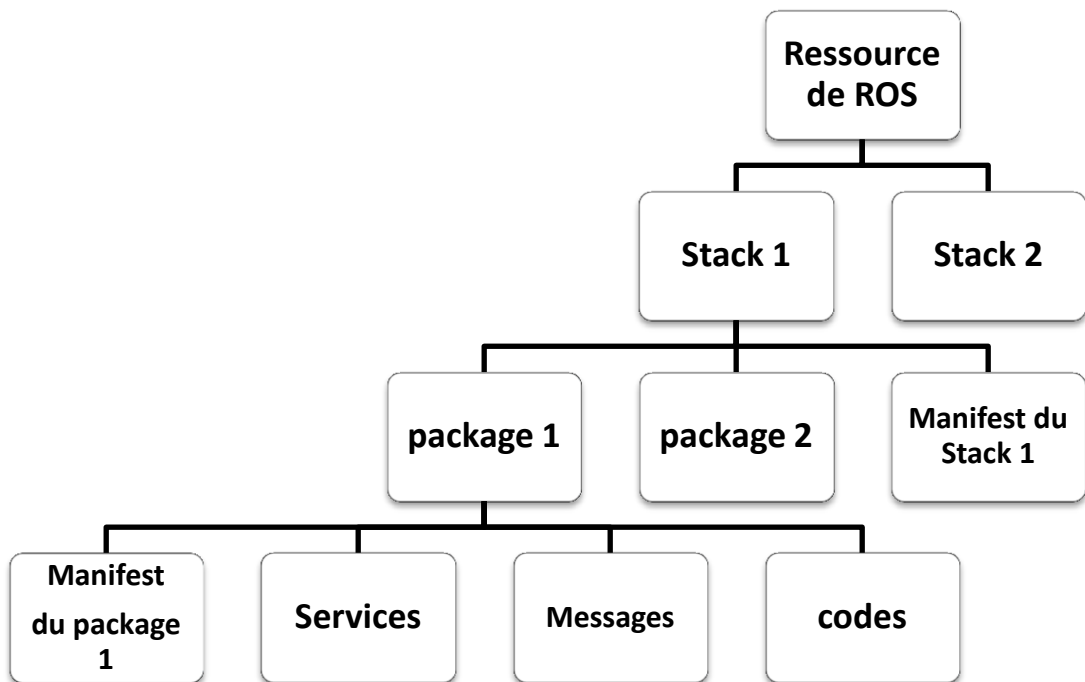 Ressource
de ROS
Stack 1
Stack 2
package 1
package 2
Manifest du
Stack 1
Manifest
du package
1
Services
Messages
codes